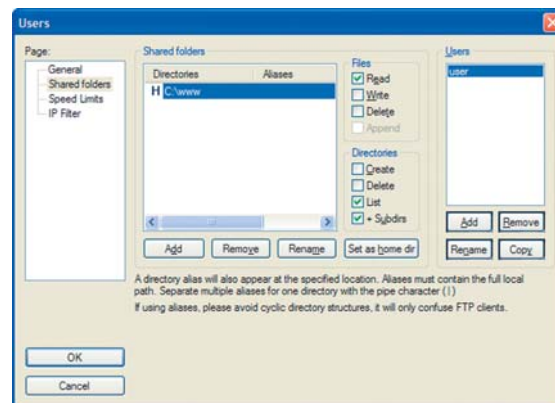 Users
Page:
General
Shared folders
Speed Limits
IP Filter
Shared folders
Directories Aliases
H C:\www
Files
Read
Write
Delete
Append
Directories
Create
Delete
List
+ Subdirs
Add Remove Rename Set as home dir
Users
user
Add Remove
Rename Copy
A directory alias will also appear at the specified location. Aliases must contain the full local
path. Separate multiple aliases for one directory with the pipe character (|)
If using aliases, please avoid cyclic directory structures, it will only confuse FTP clients.
OK
Cancel